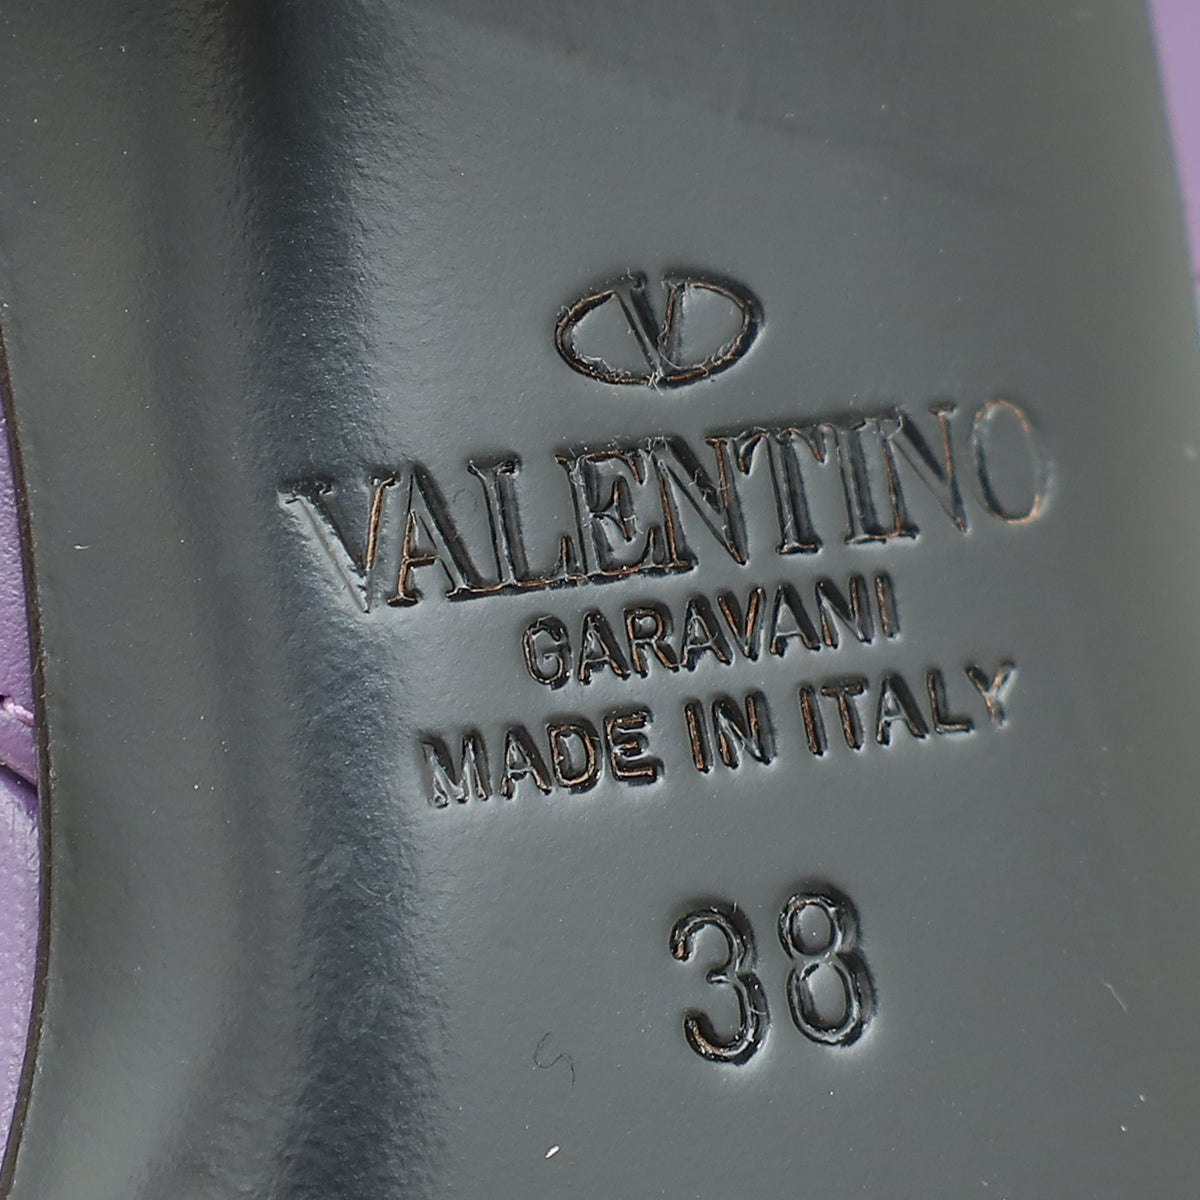 V
VALENTINO
GARAVANI
MADE IN ITALY
38